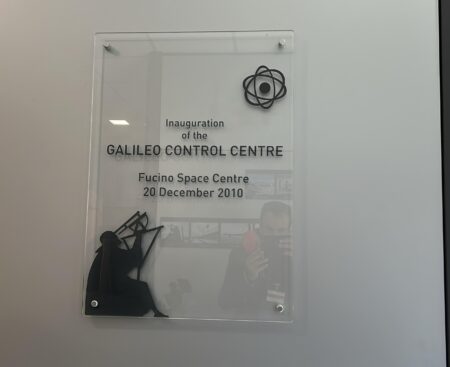 Inauguration
of the
GALILEO CONTROL CENTRE
Fucino Space Centre
20 December 2010